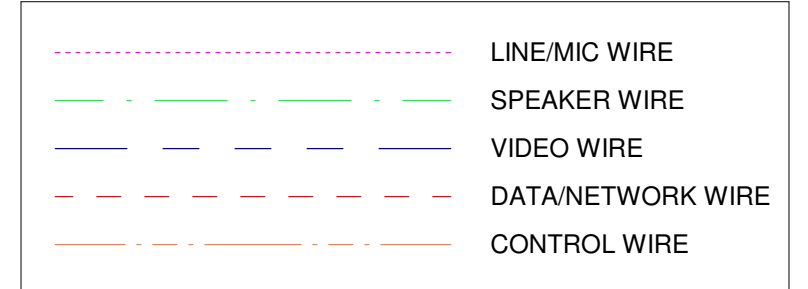 LINE/MIC WIRE
SPEAKER WIRE
VIDEO WIRE
DATA/NETWORK WIRE
CONTROL WIRE